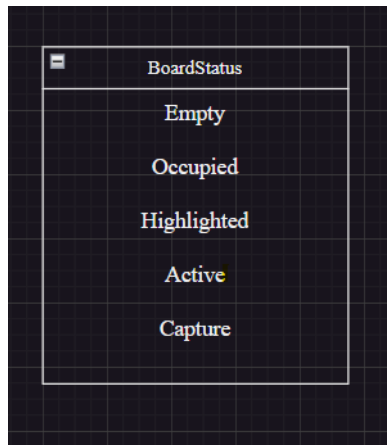 BoardStatus
Empty
Occupied
Highlighted
Active
Capture